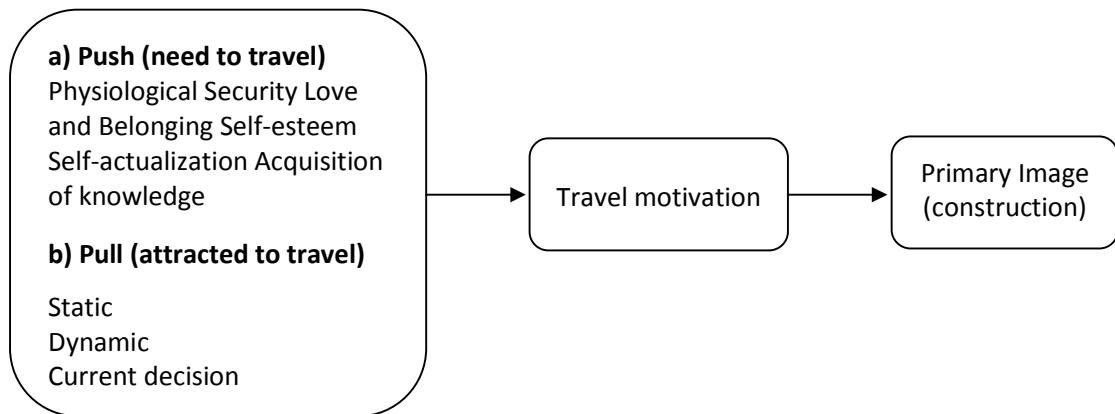 a) Push (need to travel)
Physiological Security Love
and Belonging Self-esteem
Self-actualization Acquisition
of knowledge
b) Pull (attracted to travel)
Static
Dynamic
Current decision
Travel motivation
Primary Image
(construction)